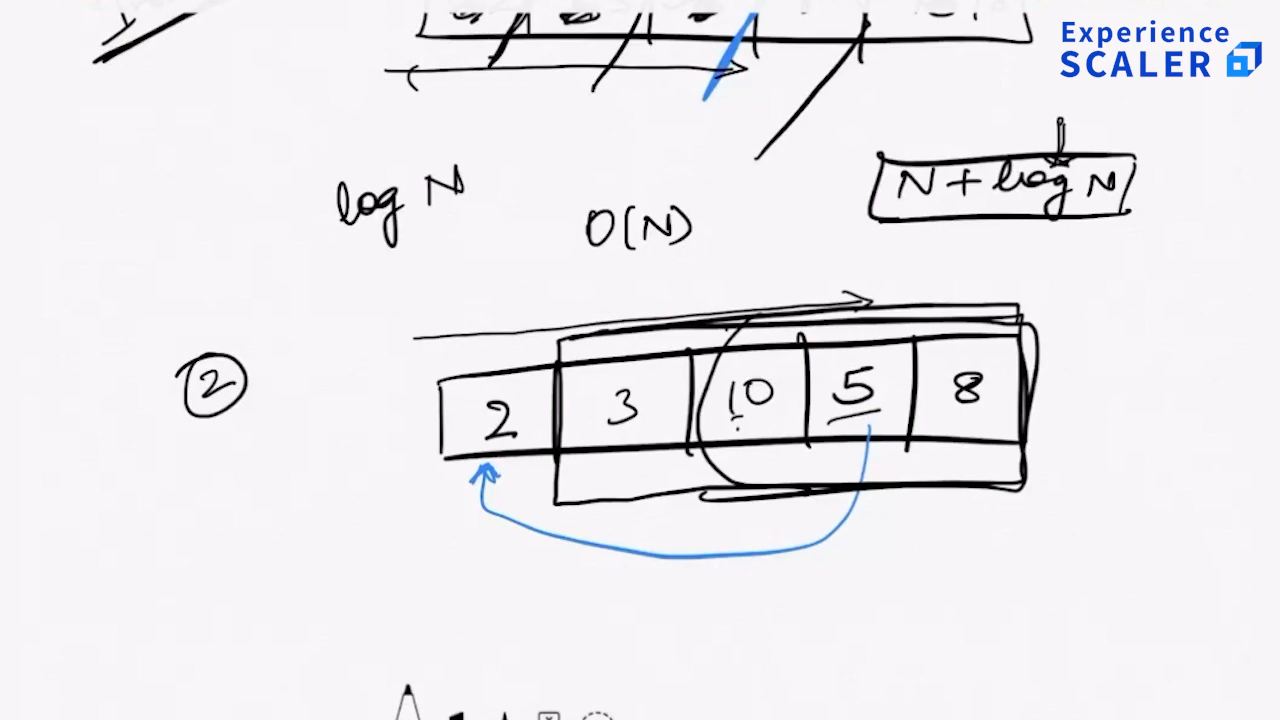 Experience
SCALER
log N
O(N)
N + log N
2
2 3 10 5 8